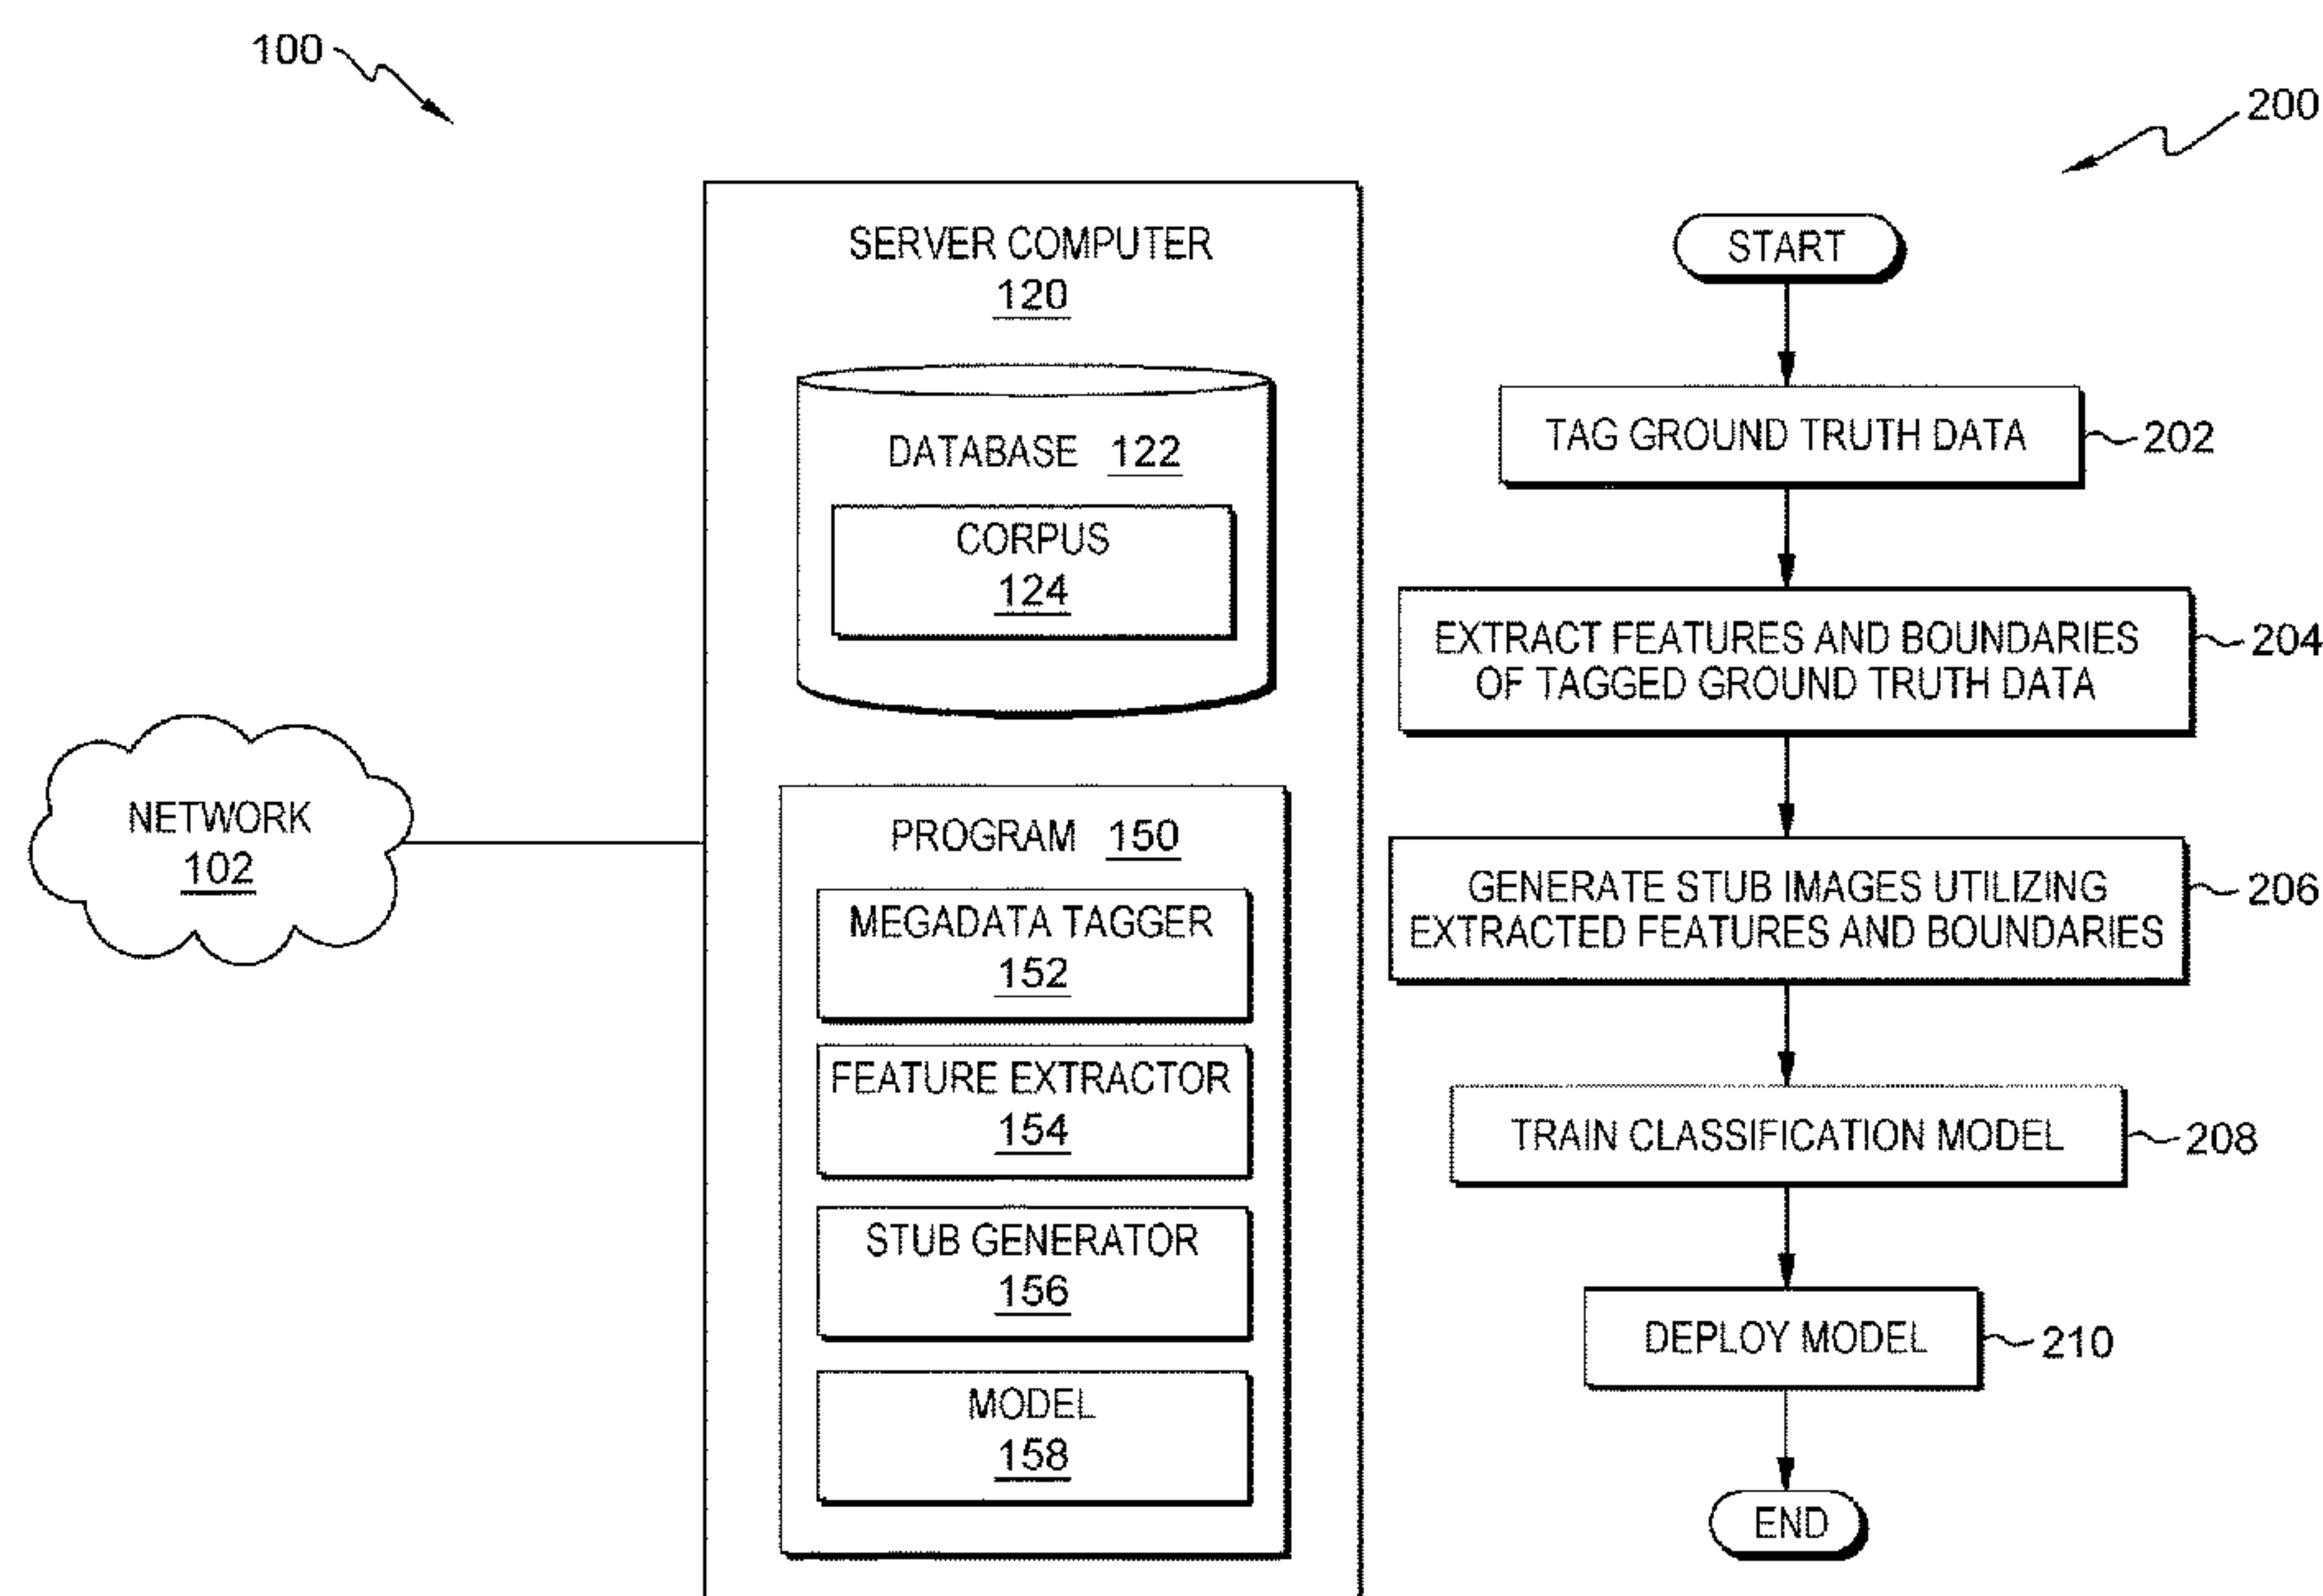 100
SERVER COMPUTER
120
DATABASE 122
CORPUS
124
NETWORK
102
PROGRAM 150
MEGADATA TAGGER
152
FEATURE EXTRACTOR
154
STUB GENERATOR
156
MODEL
158
200
START
TAG GROUND TRUTH DATA 202
EXTRACT FEATURES AND BOUNDARIES
OF TAGGED GROUND TRUTH DATA
204
GENERATE STUB IMAGES UTILIZING
EXTRACTED FEATURES AND BOUNDARIES
206
TRAIN CLASSIFICATION MODEL 208
DEPLOY MODEL 210
END